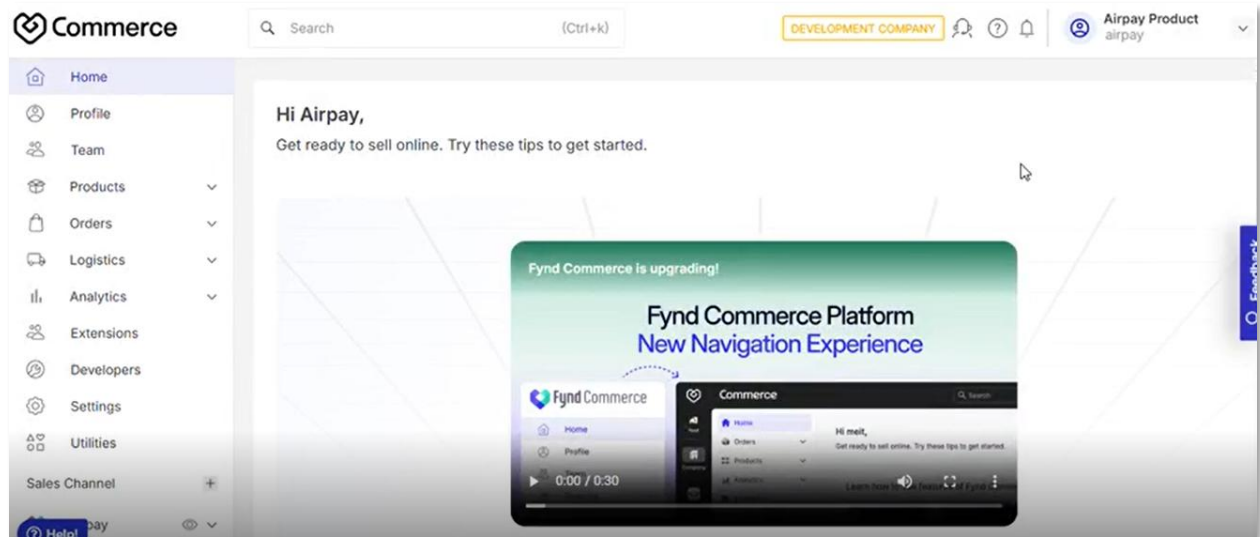 Commerce
Search (Ctrl+k)
DEVELOPMENT COMPANY
Airpay Product
airpay
Home
Profile
Team
Products
Orders
Logistics
Analytics
Extensions
Developers
Settings
Utilities
Sales Channel +
pay
Help!
Hi Airpay,
Get ready to sell online. Try these tips to get started.
Fynd Commerce is upgrading!
Fynd Commerce Platform
New Navigation Experience
Fynd Commerce
Home
Profile
Commerce
Search
Home
Orders
Products
Analytics
Hi meit,
Get ready to sell online. Try these tips to get started.
0:00 / 0:30
Feedback